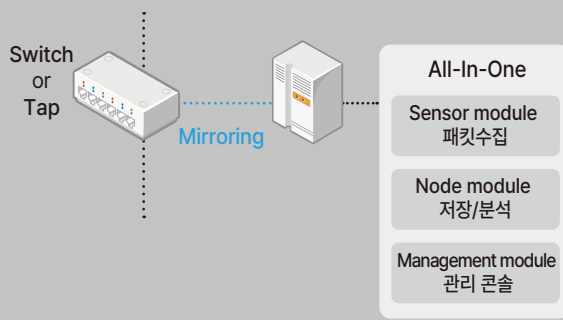 Switch
or
Tap
Mirroring
All-In-One
Sensor module
패킷수집
Node module
저장/분석
Management module
관리 콘솔